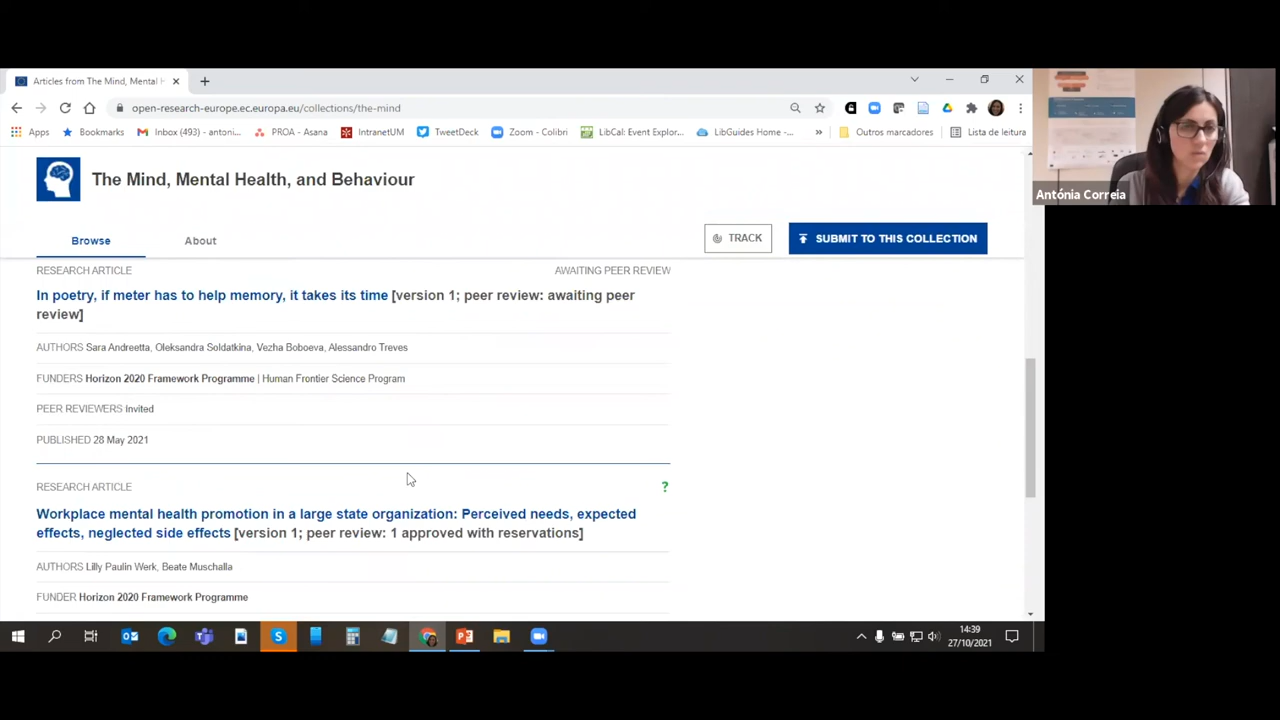 Articles from The Mind, Mental H
open-research-europe.ec.europa.eu/collections/the-mind
Apps
Bookmarks
Inbox (493) - antoni...
PROA - Asana
IntranetUM
TweetDeck
Zoom - Colibri
LibCal: Event Explor...
LibGuides Home -...
»
Outros marcadores
Lista de leitura
Antónia Correia
The Mind, Mental Health, and Behaviour
Browse
About
TRACK
SUBMIT TO THIS COLLECTION
RESEARCH ARTICLE
AWAITING PEER REVIEW
In poetry, if meter has to help memory, it takes its time [version 1; peer review: awaiting peer
review]
AUTHORS Sara Andreetta, Oleksandra Soldatkina, Vezha Boboeva, Alessandro Treves
FUNDERS Horizon 2020 Framework Programme | Human Frontier Science Program
PEER REVIEWERS Invited
PUBLISHED 28 May 2021
RESEARCH ARTICLE
?
Workplace mental health promotion in a large state organization: Perceived needs, expected
effects, neglected side effects [version 1; peer review: 1 approved with reservations]
AUTHORS Lilly Paulin Werk, Beate Muschalla
FUNDER Horizon 2020 Framework Programme
14:39
27/10/2021